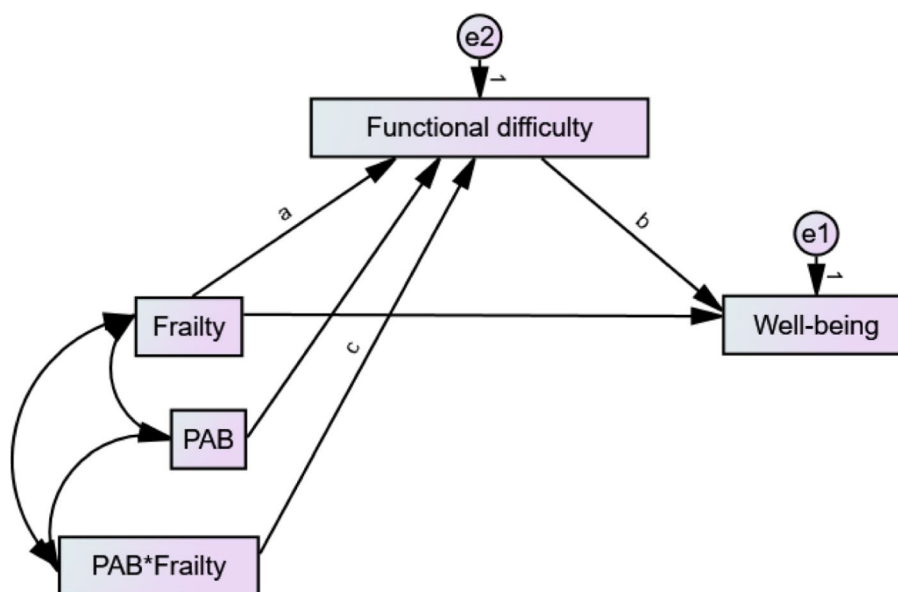 e2
1
Functional difficulty
a
b
e1
1
Frailty
Well-being
c
PAB
PAB*Frailty